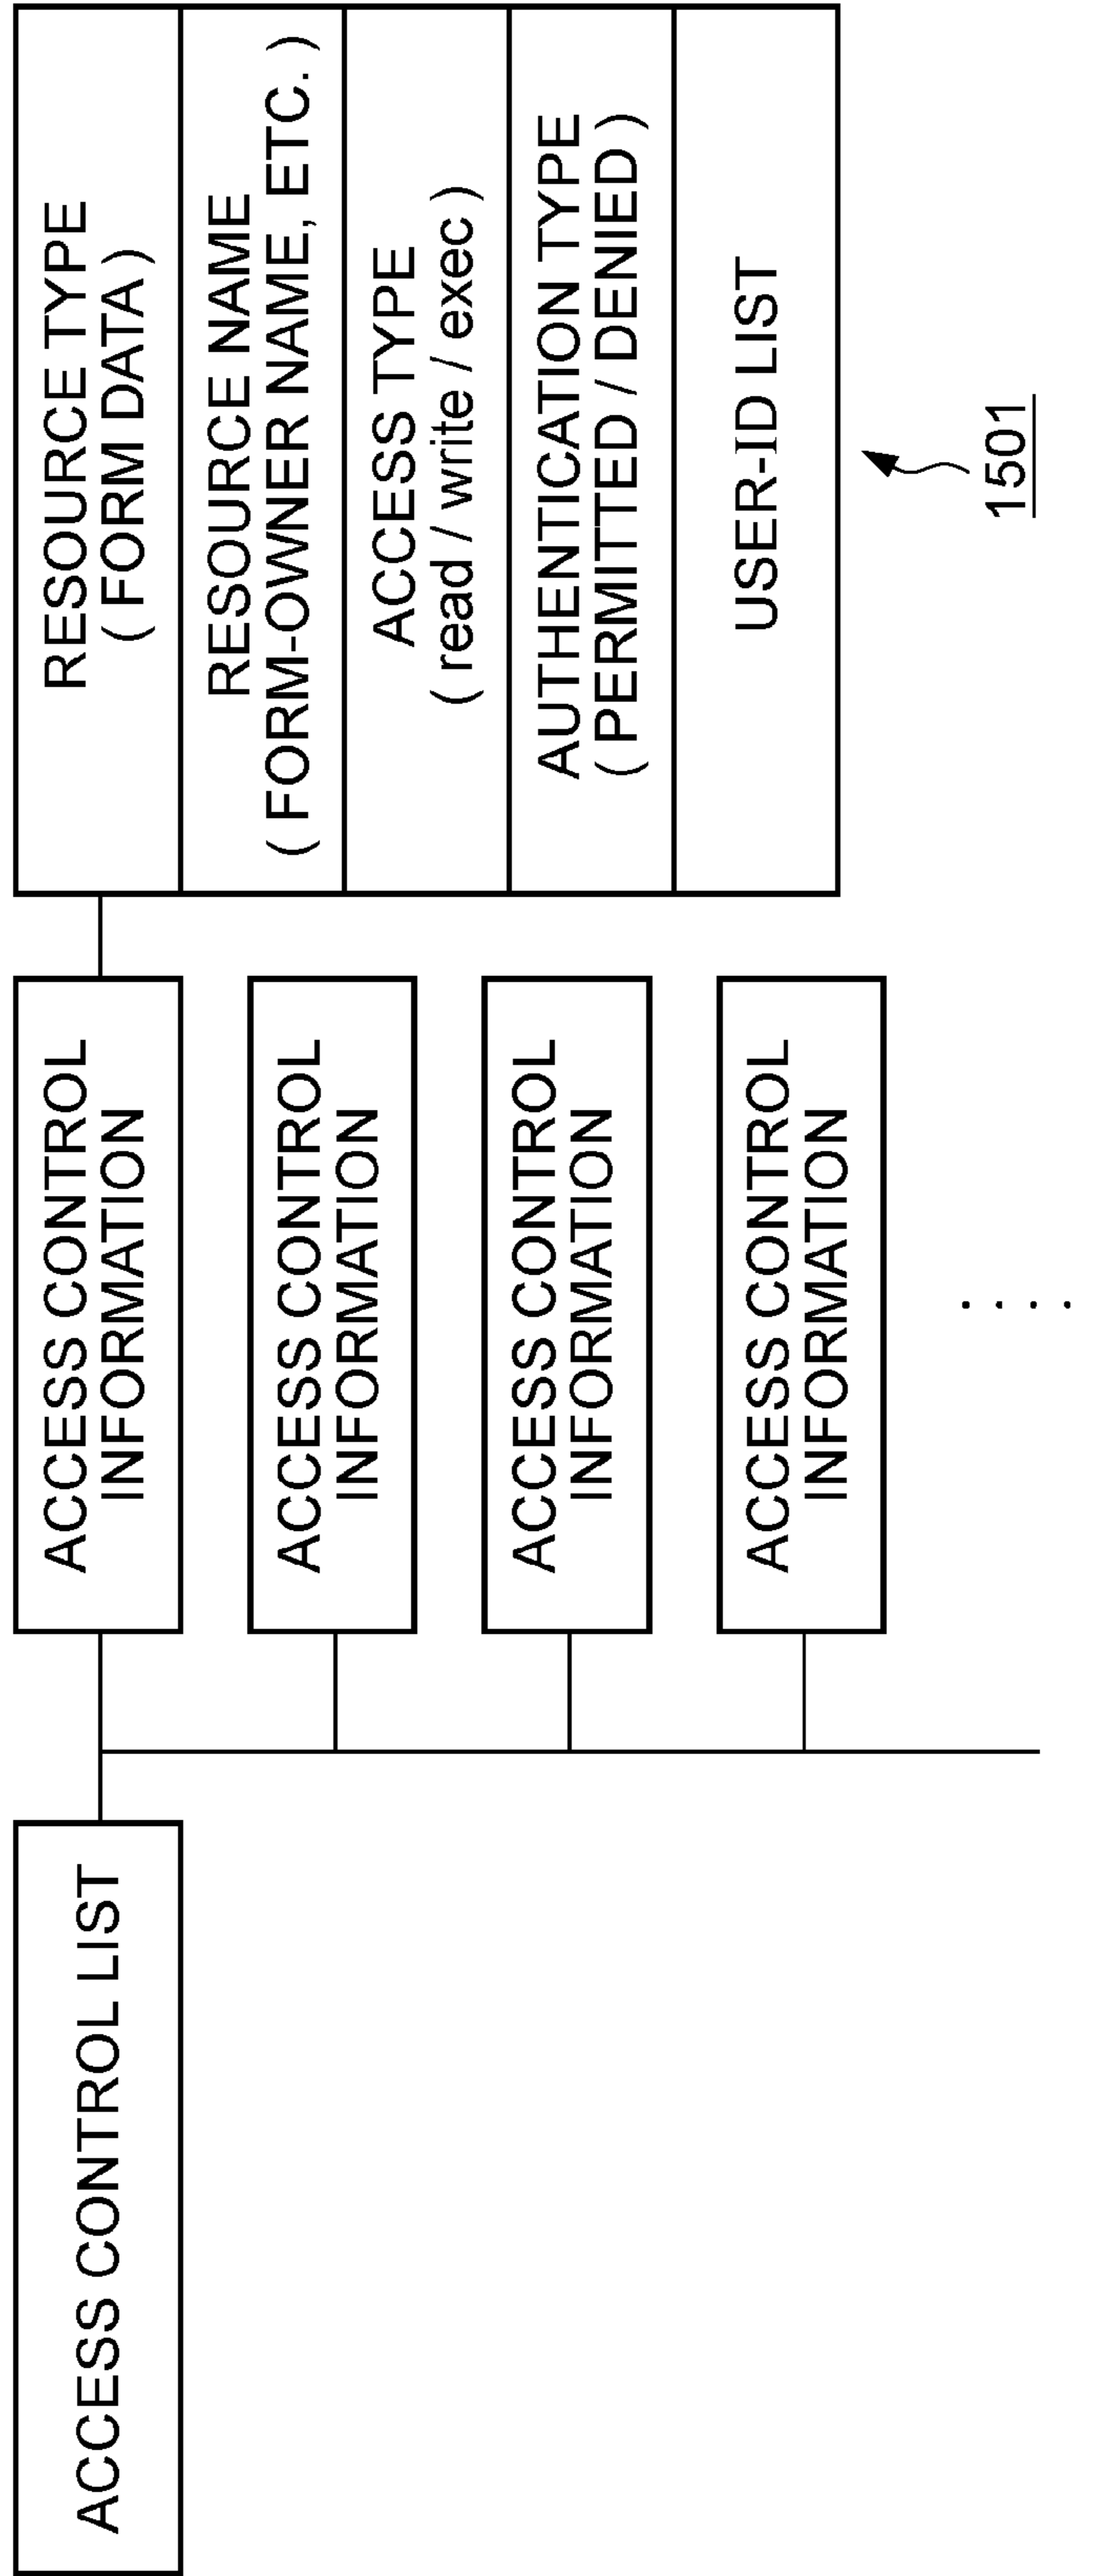 ACCESS CONTROL LIST
ACCESS CONTROL
INFORMATION
ACCESS CONTROL
INFORMATION
ACCESS CONTROL
INFORMATION
ACCESS CONTROL
INFORMATION
. . . .
RESOURCE TYPE
( FORM DATA )
RESOURCE NAME
( FORM-OWNER NAME, ETC. )
ACCESS TYPE
( read / write / exec )
AUTHENTICATION TYPE
( PERMITTED / DENIED )
USER-ID LIST
1501